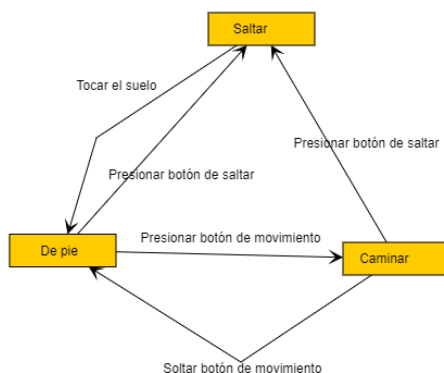 Saltar
Tocar el suelo
Presionar botón de saltar
Presionar botón de saltar
Presionar botón de movimiento
De pie
Caminar
Soltar botón de movimiento